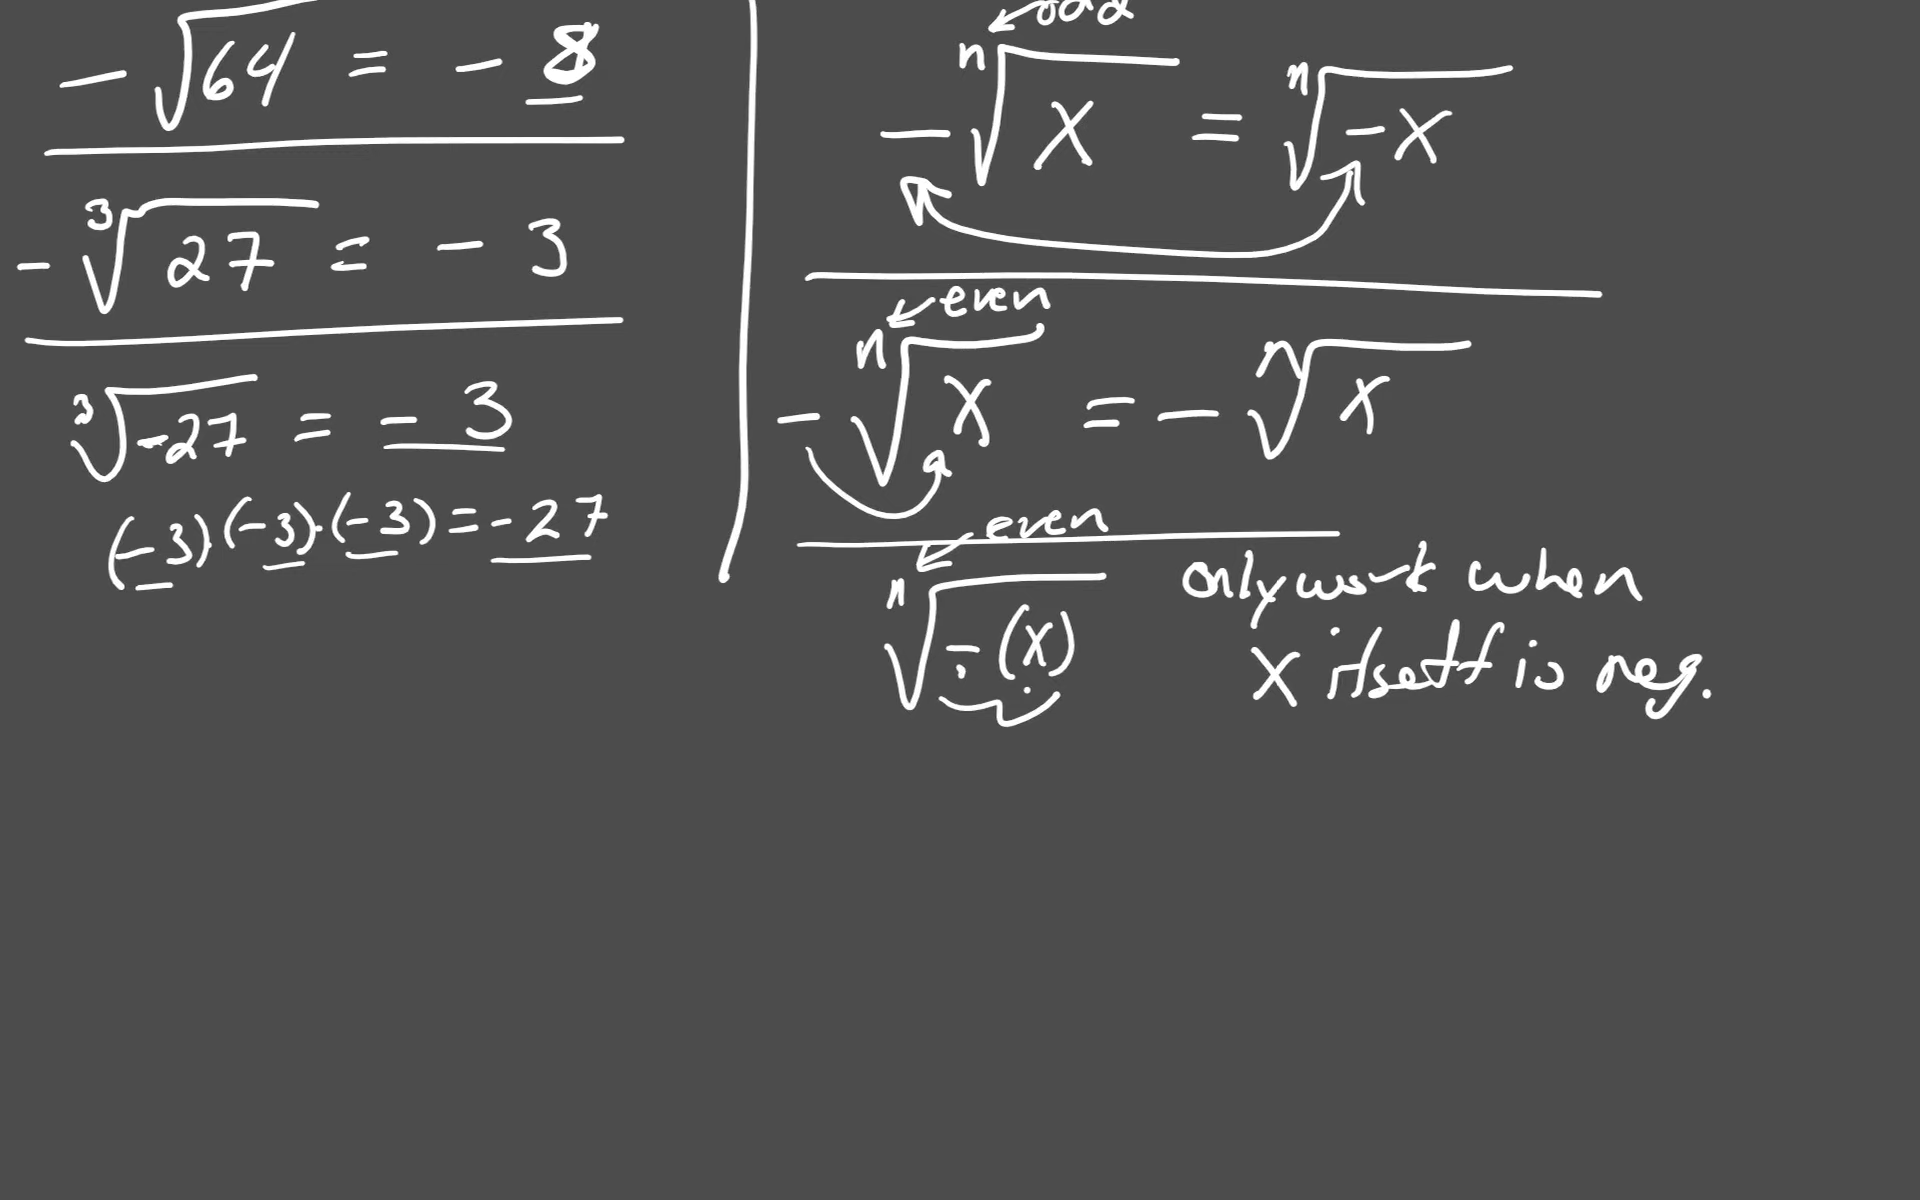 -√64 = - 8
-∛27 = - 3
∛-27 = - 3
(-3)·(-3)·(-3) = -27
odd
-ⁿ√x = ⁿ√-x
even
-ⁿ√x = -ⁿ√x
even
ⁿ√-(x) only work when
x itself is neg.